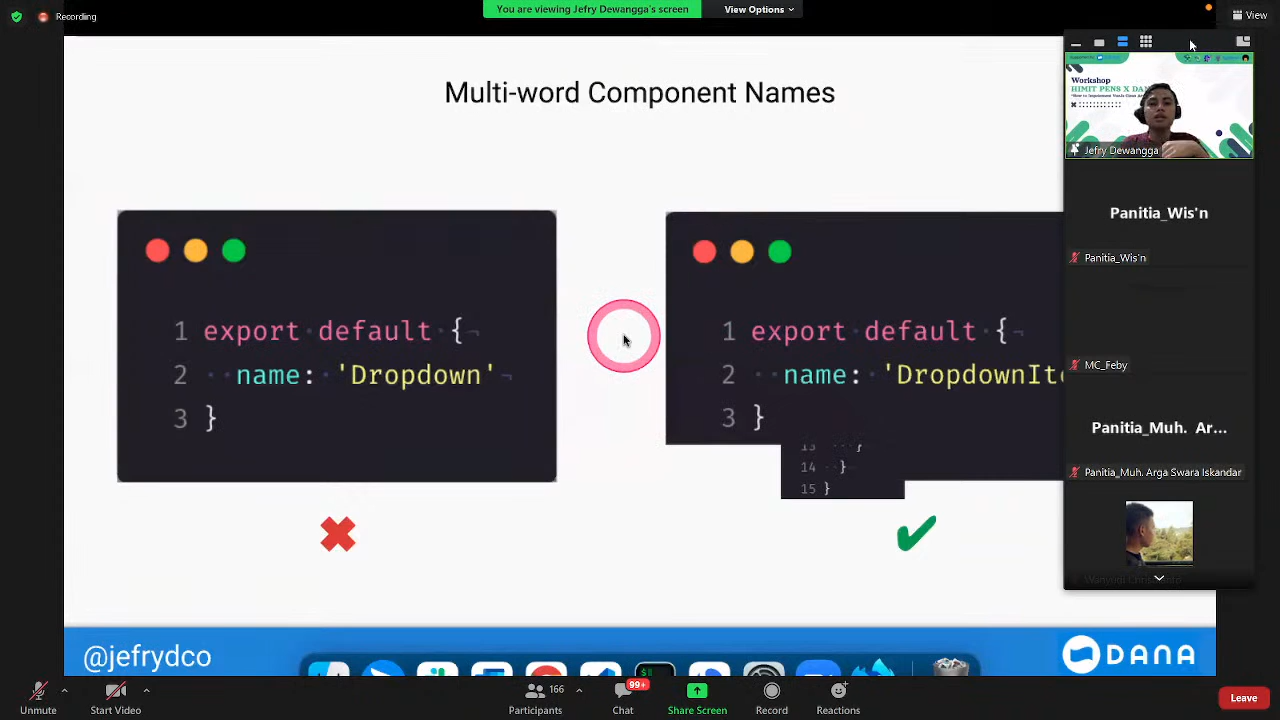 Recording
You are viewing Jefry Dewangga's screen
View Options
View
Multi-word Component Names
Workshop
HIMIT PENS X DAN
Jefry Dewangga
Panitia_Wis'n
Panitia_Wis'n
MC_Feby
Panitia_Muh. Ar...
Panitia_Muh. Arga Swara Iskandar
1 export default {
2 name: 'Dropdown'
3 }
1 export default {
2 name: 'DropdownIt
3 }
13 }
14 }
15 }
@jefrydco
DANA
Unmute
Start Video
166
Participants
99+
Chat
Share Screen
Record
Reactions
Leave